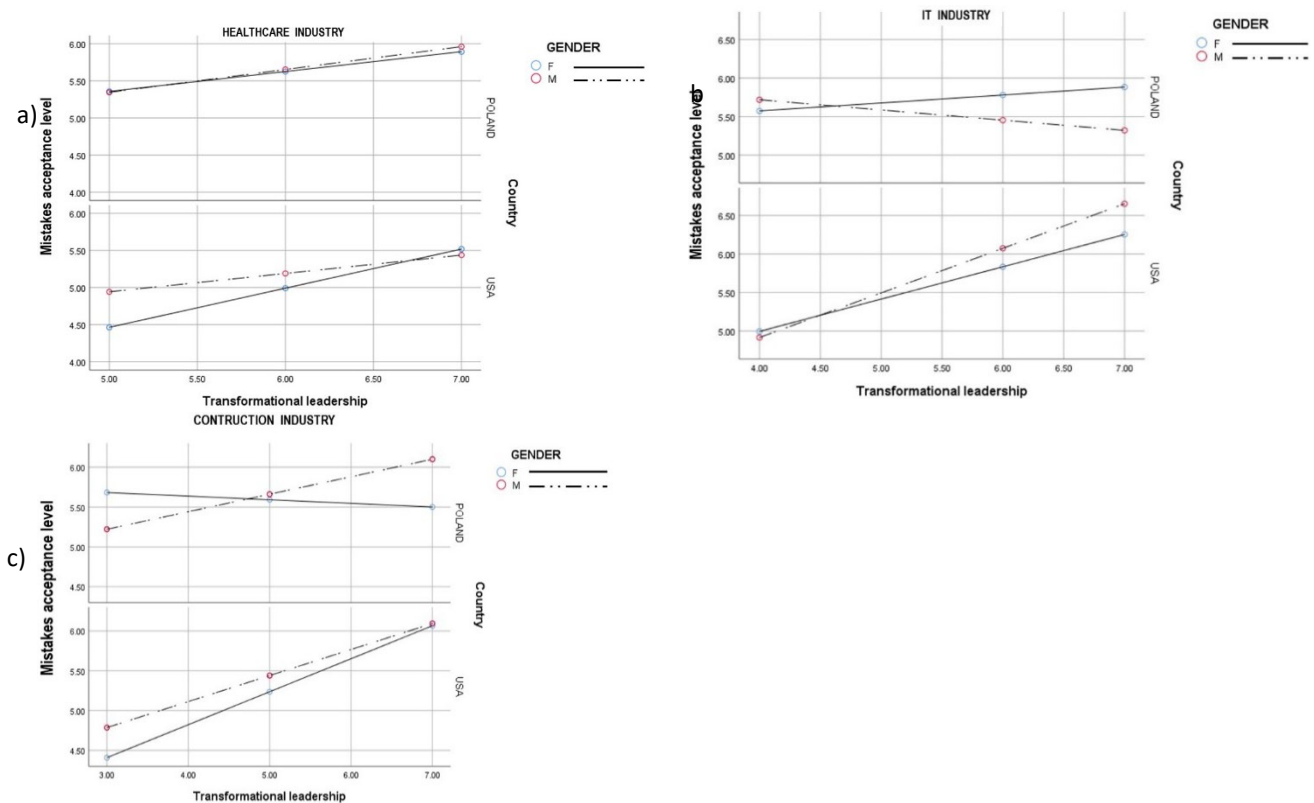 HEALTHCARE INDUSTRY
a)
Mistakes acceptance level
6.00
5.50
5.00
4.50
4.00
POLAND
6.00
5.50
5.00
4.50
4.00
USA
Country
5.00 5.50 6.00 6.50 7.00
Transformational leadership
GENDER
F
M
IT INDUSTRY
b
Mistakes acceptance level
6.50
6.00
5.50
5.00
POLAND
6.50
6.00
5.50
5.00
USA
Country
4.00 4.50 5.00 5.50 6.00 6.50 7.00
Transformational leadership
GENDER
F
M
CONTRUCTION INDUSTRY
c)
Mistakes acceptance level
6.00
5.50
5.00
4.50
POLAND
6.00
5.50
5.00
4.50
USA
Country
3.00 4.00 5.00 6.00 7.00
Transformational leadership
GENDER
F
M